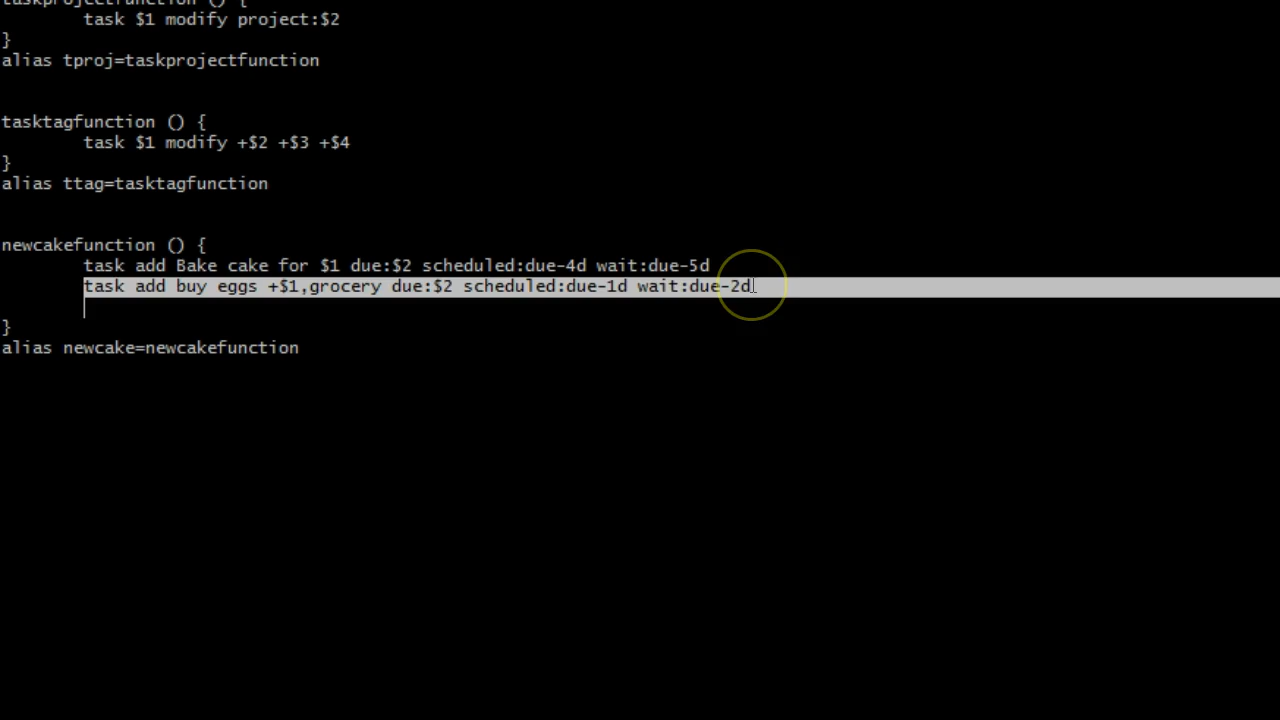 taskprojectfunction () {
task $1 modify project:$2
}
alias tproj=taskprojectfunction
tasktagfunction () {
task $1 modify +$2 +$3 +$4
}
alias ttag=tasktagfunction
newcakefunction () {
task add Bake cake for $1 due:$2 scheduled:due-4d wait:due-5d
task add buy eggs +$1,grocery due:$2 scheduled:due-1d wait:due-2d
}
alias newcake=newcakefunction